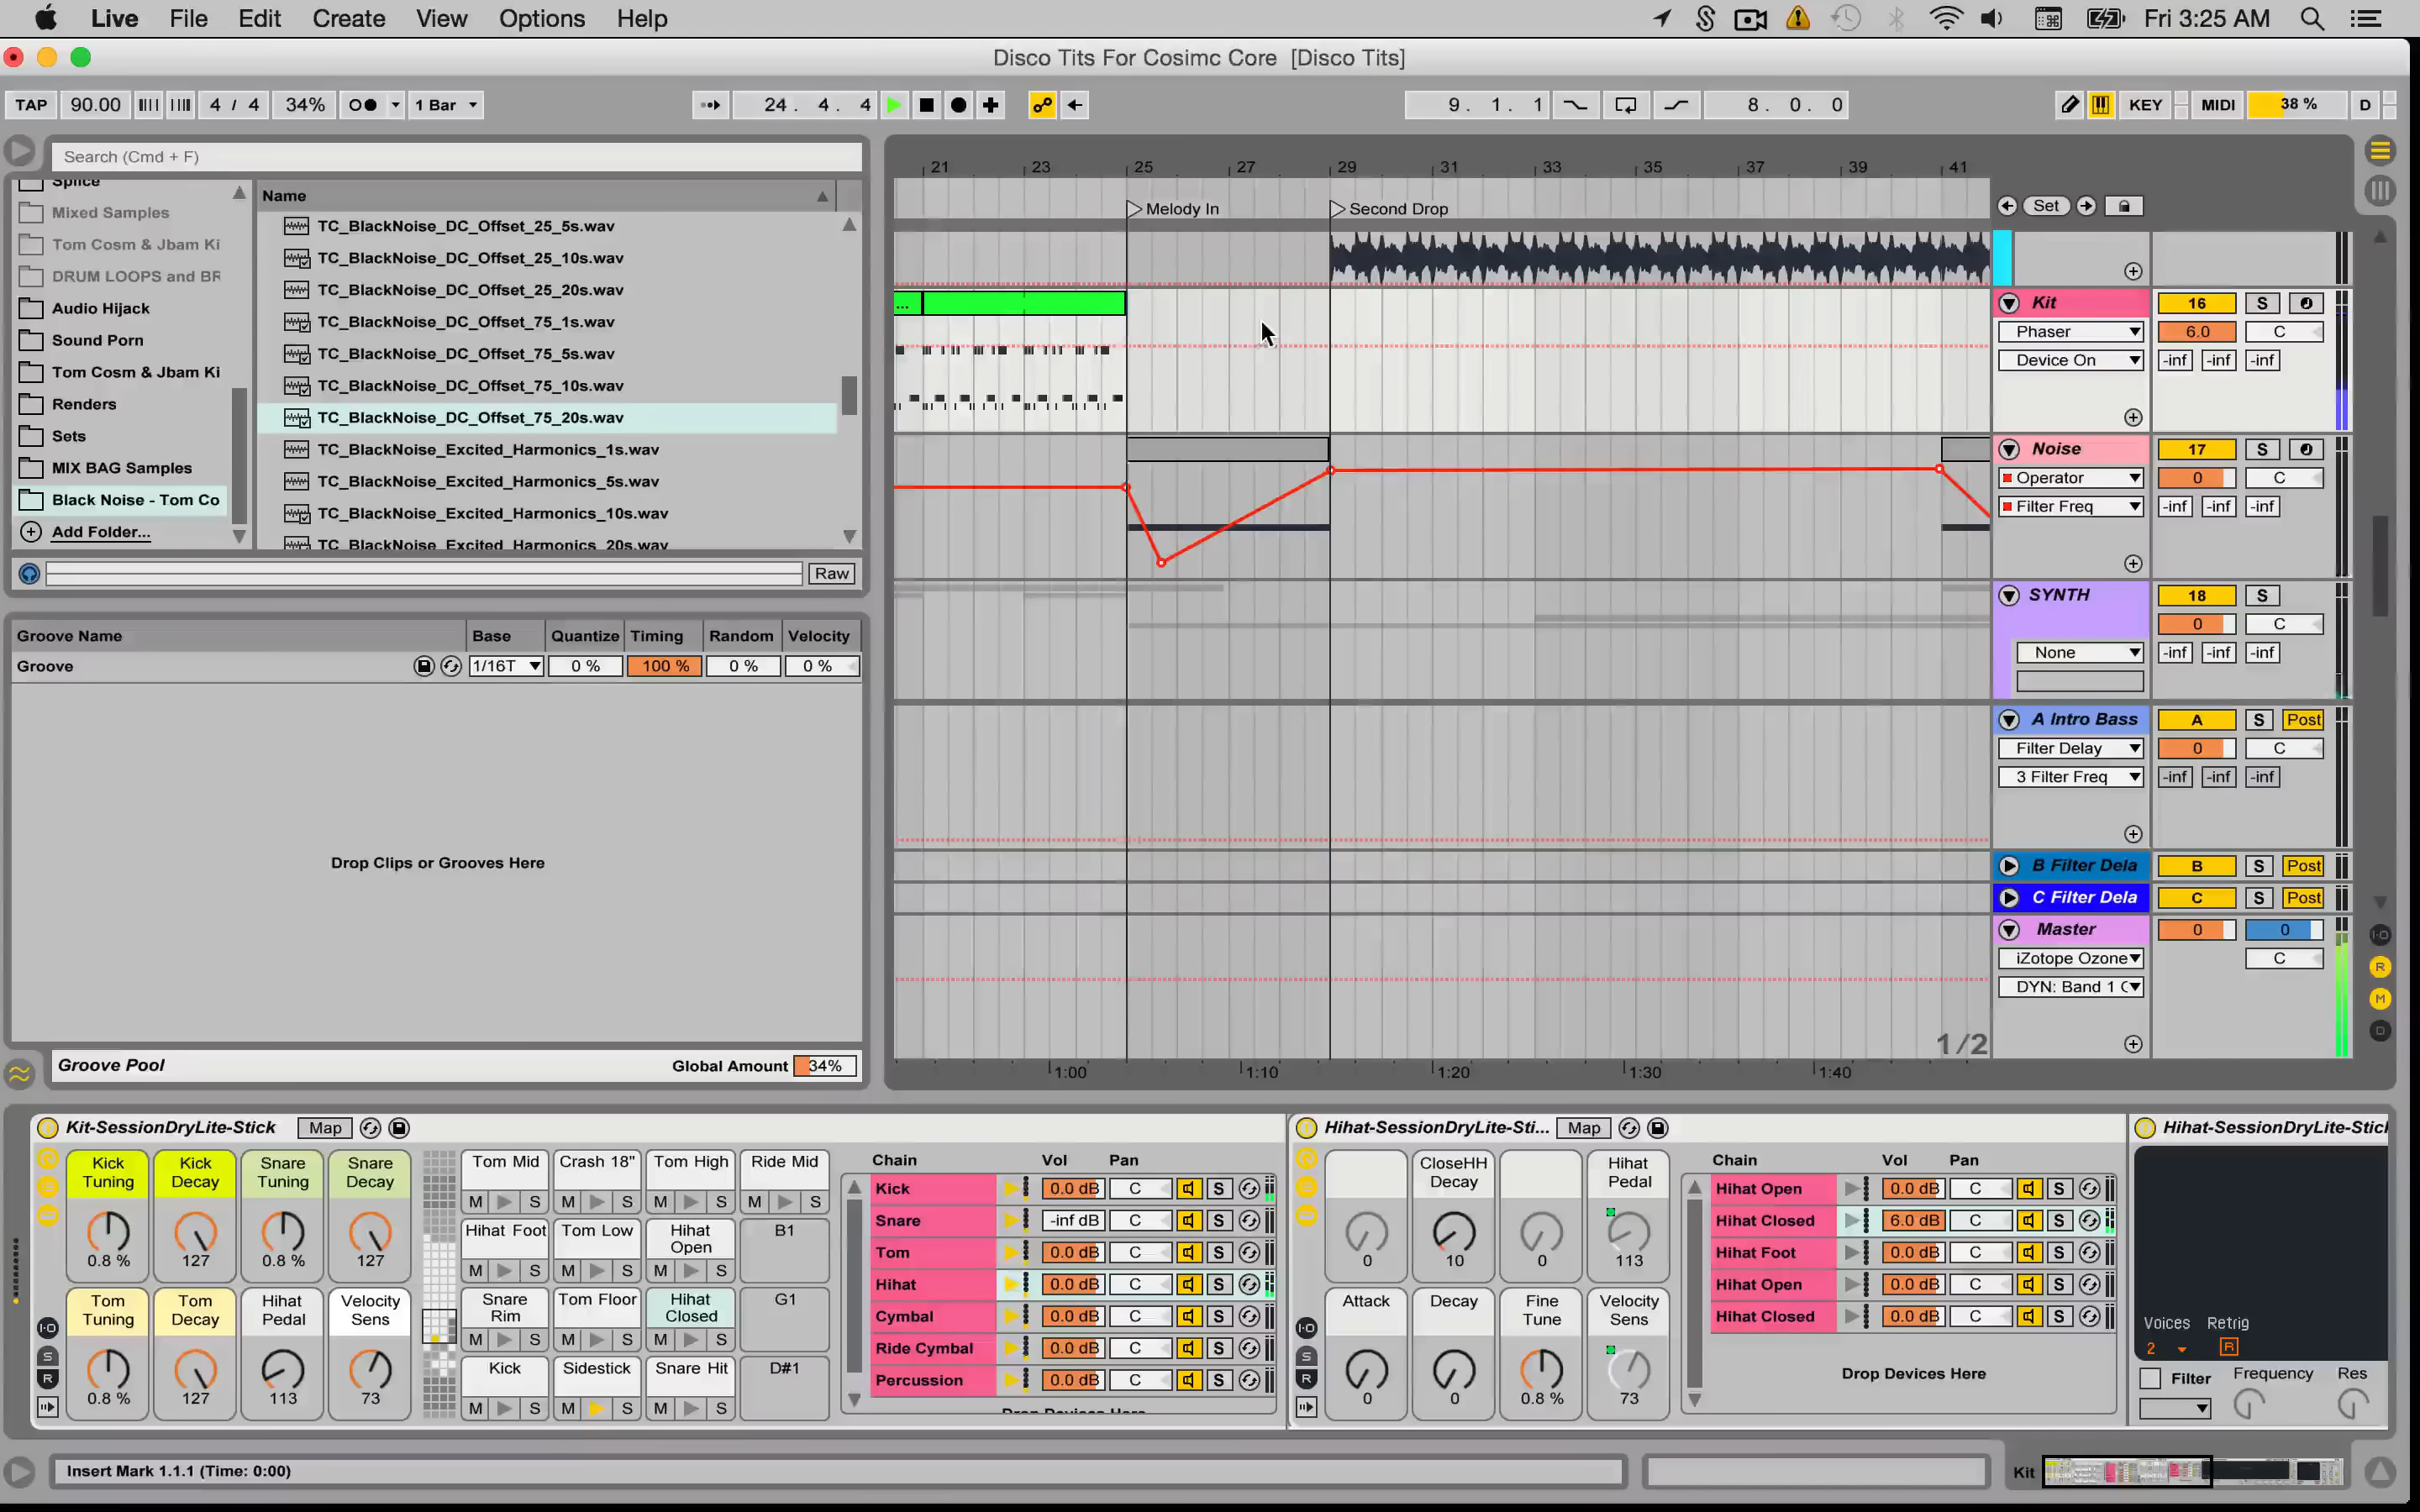 Live File Edit Create View Options Help Fri 3:25 AM
Disco Tits For Cosimc Core [Disco Tits]
TAP 90.00 4 / 4 34% 1 Bar 24. 4. 4 9. 1. 1 8. 0. 0 KEY MIDI 38 % D
Search (Cmd + F)
Splice
Mixed Samples
Tom Cosm & Jbam Ki
DRUM LOOPS and BR
Audio Hijack
Sound Porn
Tom Cosm & Jbam Ki
Renders
Sets
MIX BAG Samples
Black Noise - Tom Co
Add Folder...
Name
TC_BlackNoise_DC_Offset_25_5s.wav
TC_BlackNoise_DC_Offset_25_10s.wav
TC_BlackNoise_DC_Offset_25_20s.wav
TC_BlackNoise_DC_Offset_75_1s.wav
TC_BlackNoise_DC_Offset_75_5s.wav
TC_BlackNoise_DC_Offset_75_10s.wav
TC_BlackNoise_DC_Offset_75_20s.wav
TC_BlackNoise_Excited_Harmonics_1s.wav
TC_BlackNoise_Excited_Harmonics_5s.wav
TC_BlackNoise_Excited_Harmonics_10s.wav
TC_BlackNoise_Excited_Harmonics_20s.wav
Raw
Groove Name Base Quantize Timing Random Velocity
Groove 1/16T 0 % 100 % 0 % 0 %
Drop Clips or Grooves Here
Groove Pool Global Amount 34%
21 23 25 27 29 31 33 35 37 39 41
Melody In Second Drop
Set
...
Kit 16 S
Phaser 6.0 C
Device On -inf -inf -inf
Noise 17 S
Operator 0 C
Filter Freq -inf -inf -inf
SYNTH 18 S
0 C
None -inf -inf -inf
A Intro Bass A S Post
Filter Delay 0 C
3 Filter Freq -inf -inf -inf
B Filter Dela B S Post
C Filter Dela C S Post
Master 0 0
iZotope Ozone C
DYN: Band 1 C
I·O
R
M
D
1/2
1:00 1:10 1:20 1:30 1:40
Kit-SessionDryLite-Stick Map
Kick Tuning Kick Decay Snare Tuning Snare Decay
0.8 % 127 0.8 % 127
Tom Tuning Tom Decay Hihat Pedal Velocity Sens
0.8 % 127 113 73
I·O
S
R
Tom Mid Crash 18" Tom High Ride Mid
M S M S M S M S
Hihat Foot Tom Low Hihat Open B1
M S M S M S
Snare Rim Tom Floor Hihat Closed G1
M S M S M S
Kick Sidestick Snare Hit D#1
M S M S M S
Chain Vol Pan
Kick 0.0 dB C S
Snare -inf dB C S
Tom 0.0 dB C S
Hihat 0.0 dB C S
Cymbal 0.0 dB C S
Ride Cymbal 0.0 dB C S
Percussion 0.0 dB C S
Drop Devices Here
Hihat-SessionDryLite-Sti... Map
CloseHH Decay Hihat Pedal
0 10 0 113
Attack Decay Fine Tune Velocity Sens
0 0 0.8 % 73
I·O
S
R
Chain Vol Pan
Hihat Open 0.0 dB C S
Hihat Closed 6.0 dB C S
Hihat Foot 0.0 dB C S
Hihat Open 0.0 dB C S
Hihat Closed 0.0 dB C S
Drop Devices Here
Hihat-SessionDryLite-Stick
Voices Retrig
2 R
Filter Frequency Res
Insert Mark 1.1.1 (Time: 0:00)
Kit